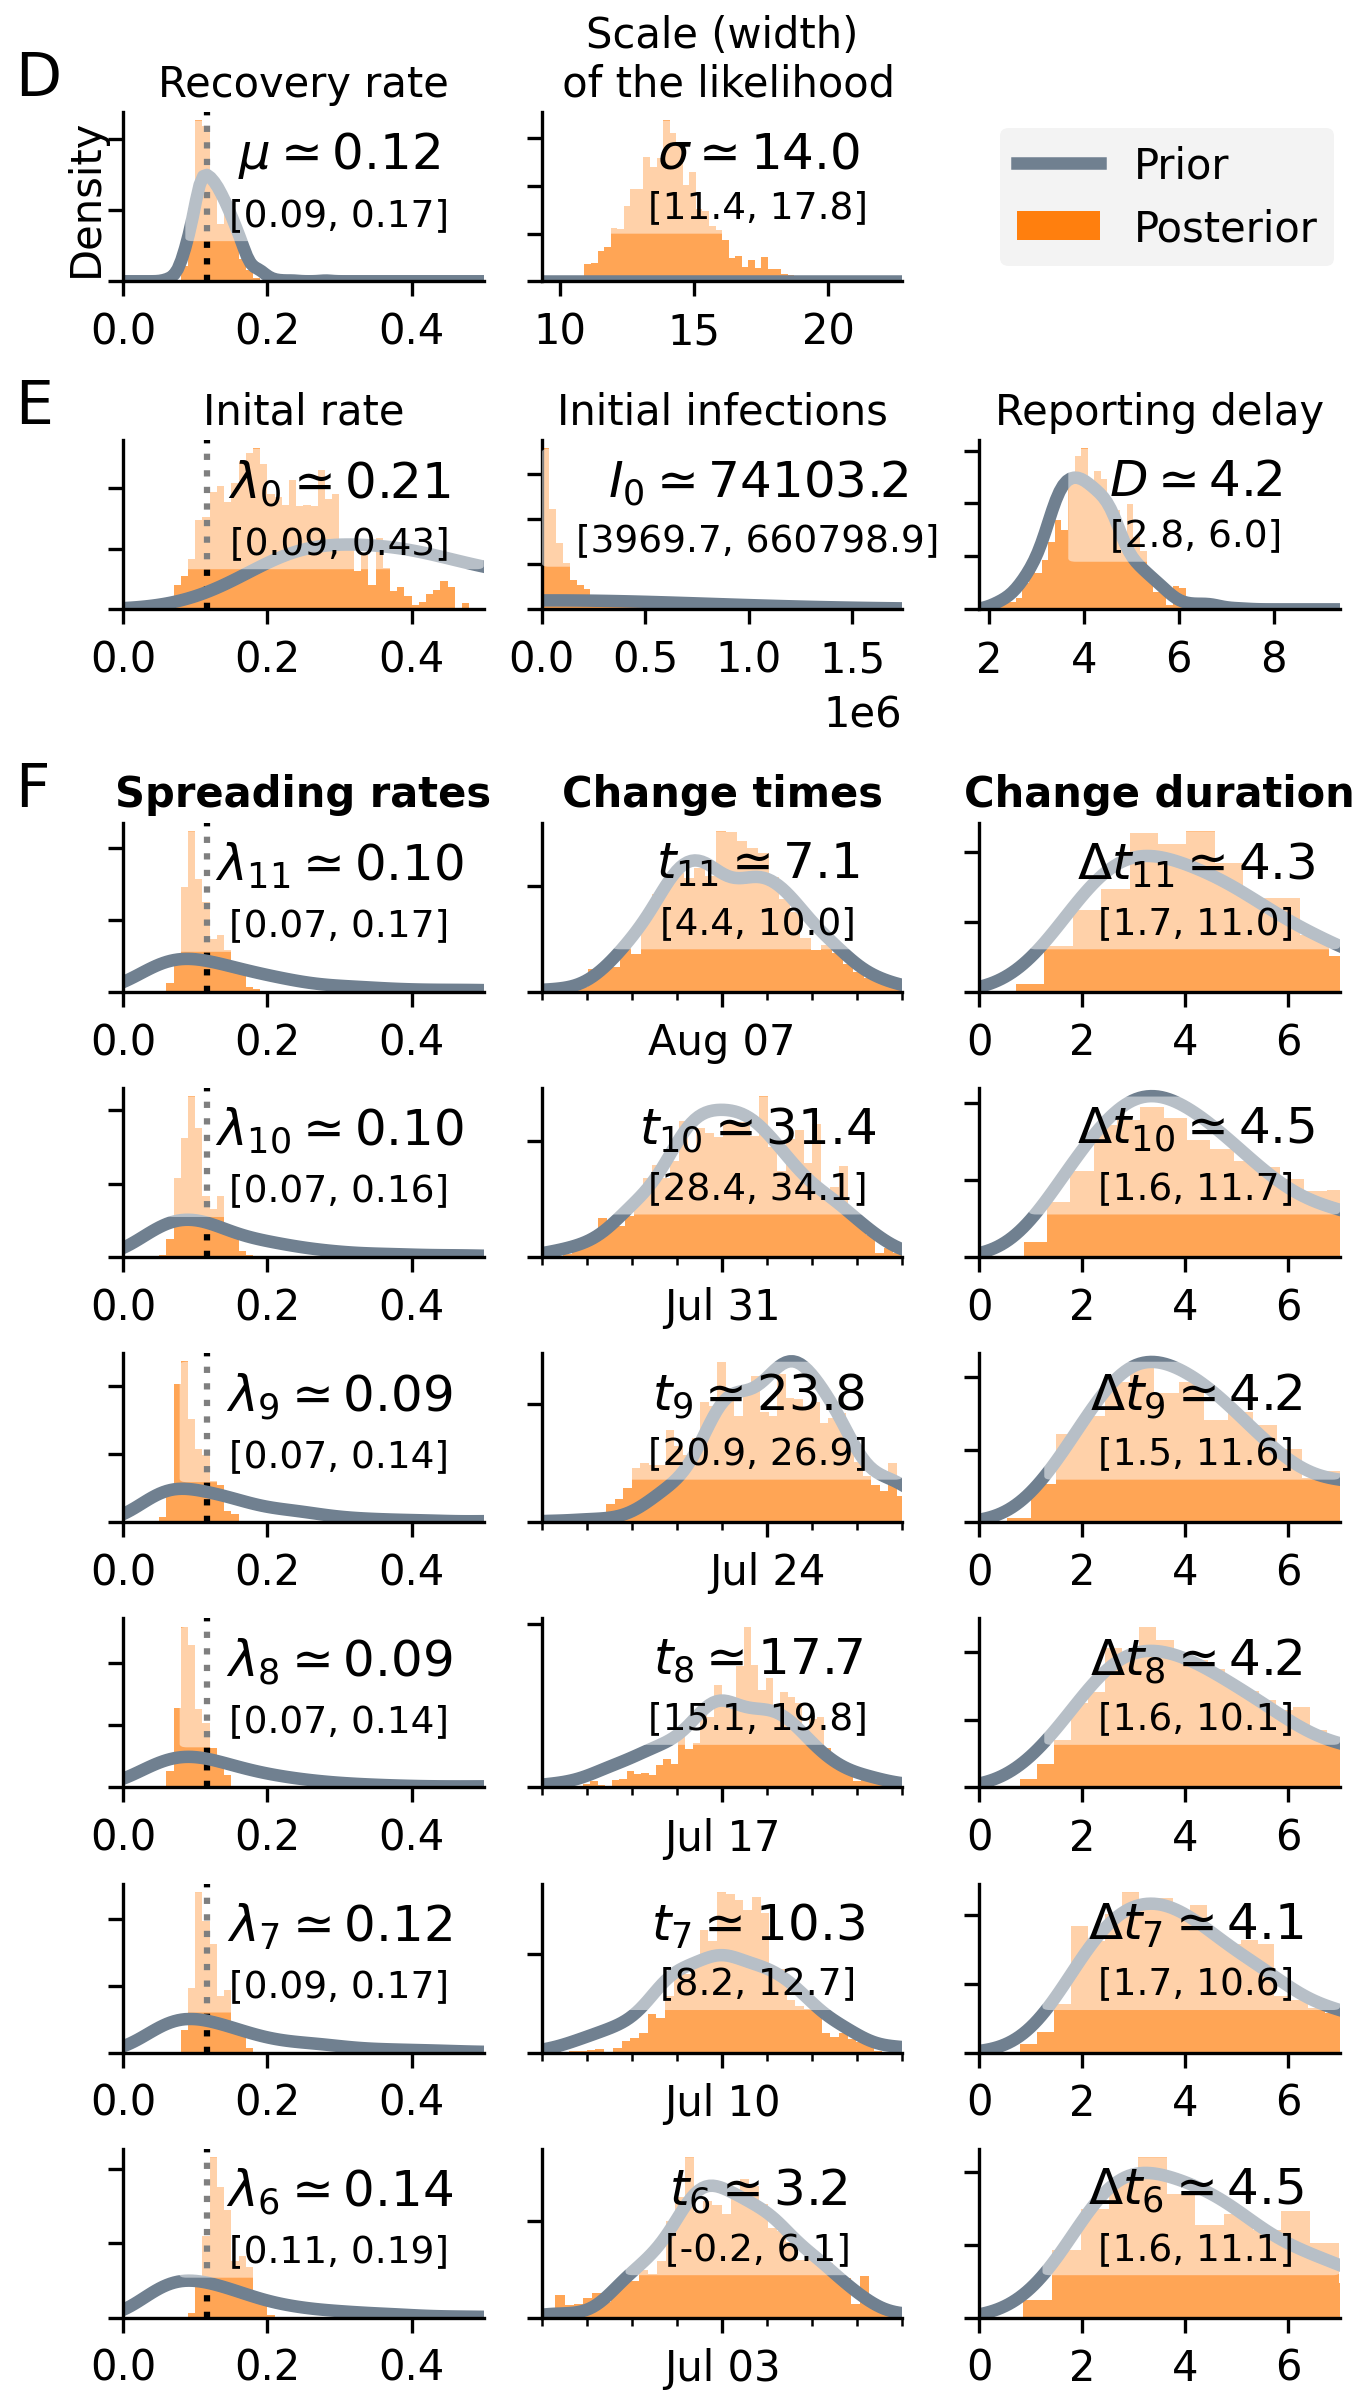 D
Recovery rate
Density
μ ≃ 0.12
[0.09, 0.17]
0.0 0.2 0.4
Scale (width)
of the likelihood
σ ≃ 14.0
[11.4, 17.8]
10 15 20
Prior
Posterior
E
Inital rate
λ0 ≃ 0.21
[0.09, 0.43]
0.0 0.2 0.4
Initial infections
I0 ≃ 74103.2
[3969.7, 660798.9]
0.0 0.5 1.0 1.5
1e6
Reporting delay
D ≃ 4.2
[2.8, 6.0]
2 4 6 8
F
Spreading rates
Change times
Change duration
λ11 ≃ 0.10
[0.07, 0.17]
0.0 0.2 0.4
t11 ≃ 7.1
[4.4, 10.0]
Aug 07
Δt11 ≃ 4.3
[1.7, 11.0]
0 2 4 6
λ10 ≃ 0.10
[0.07, 0.16]
0.0 0.2 0.4
t10 ≃ 31.4
[28.4, 34.1]
Jul 31
Δt10 ≃ 4.5
[1.6, 11.7]
0 2 4 6
λ9 ≃ 0.09
[0.07, 0.14]
0.0 0.2 0.4
t9 ≃ 23.8
[20.9, 26.9]
Jul 24
Δt9 ≃ 4.2
[1.5, 11.6]
0 2 4 6
λ8 ≃ 0.09
[0.07, 0.14]
0.0 0.2 0.4
t8 ≃ 17.7
[15.1, 19.8]
Jul 17
Δt8 ≃ 4.2
[1.6, 10.1]
0 2 4 6
λ7 ≃ 0.12
[0.09, 0.17]
0.0 0.2 0.4
t7 ≃ 10.3
[8.2, 12.7]
Jul 10
Δt7 ≃ 4.1
[1.7, 10.6]
0 2 4 6
λ6 ≃ 0.14
[0.11, 0.19]
0.0 0.2 0.4
t6 ≃ 3.2
[-0.2, 6.1]
Jul 03
Δt6 ≃ 4.5
[1.6, 11.1]
0 2 4 6